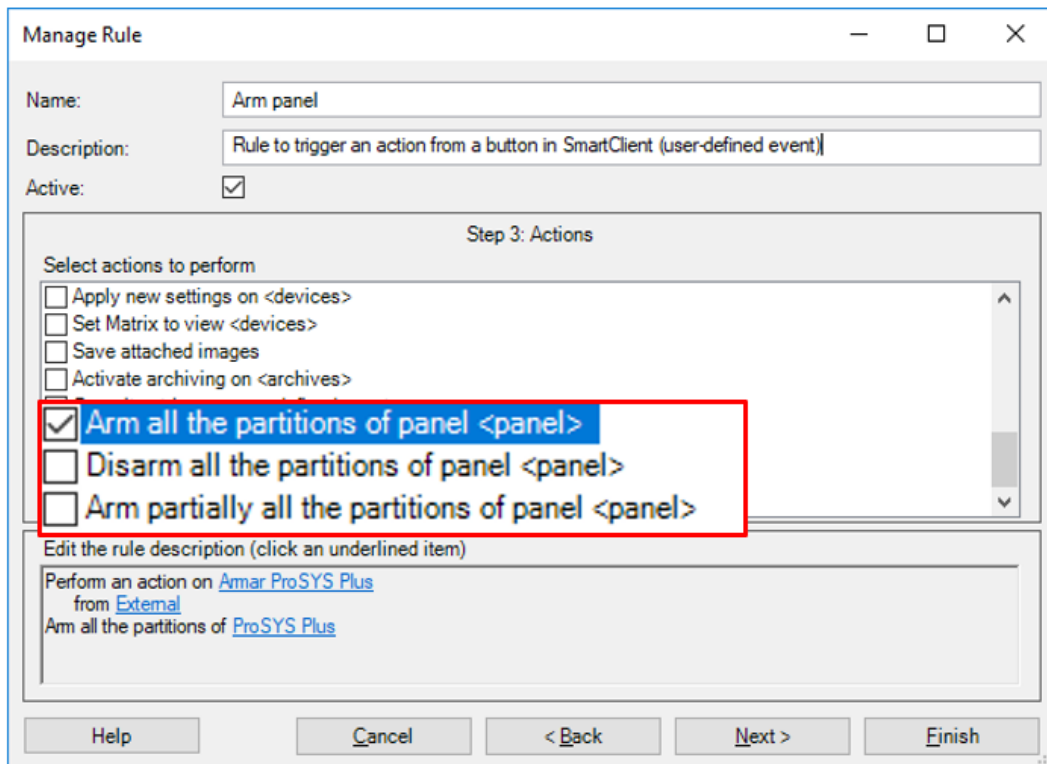 Manage Rule
Name:
Arm panel
Description:
Rule to trigger an action from a button in SmartClient (user-defined event)
Active:
Step 3: Actions
Select actions to perform
Apply new settings on <devices>
Set Matrix to view <devices>
Save attached images
Activate archiving on <archives>
Arm all the partitions of panel <panel>
Disarm all the partitions of panel <panel>
Arm partially all the partitions of panel <panel>
Edit the rule description (click an underlined item)
Perform an action on Armar ProSYS Plus
from External
Arm all the partitions of ProSYS Plus
Help
Cancel
< Back
Next >
Finish